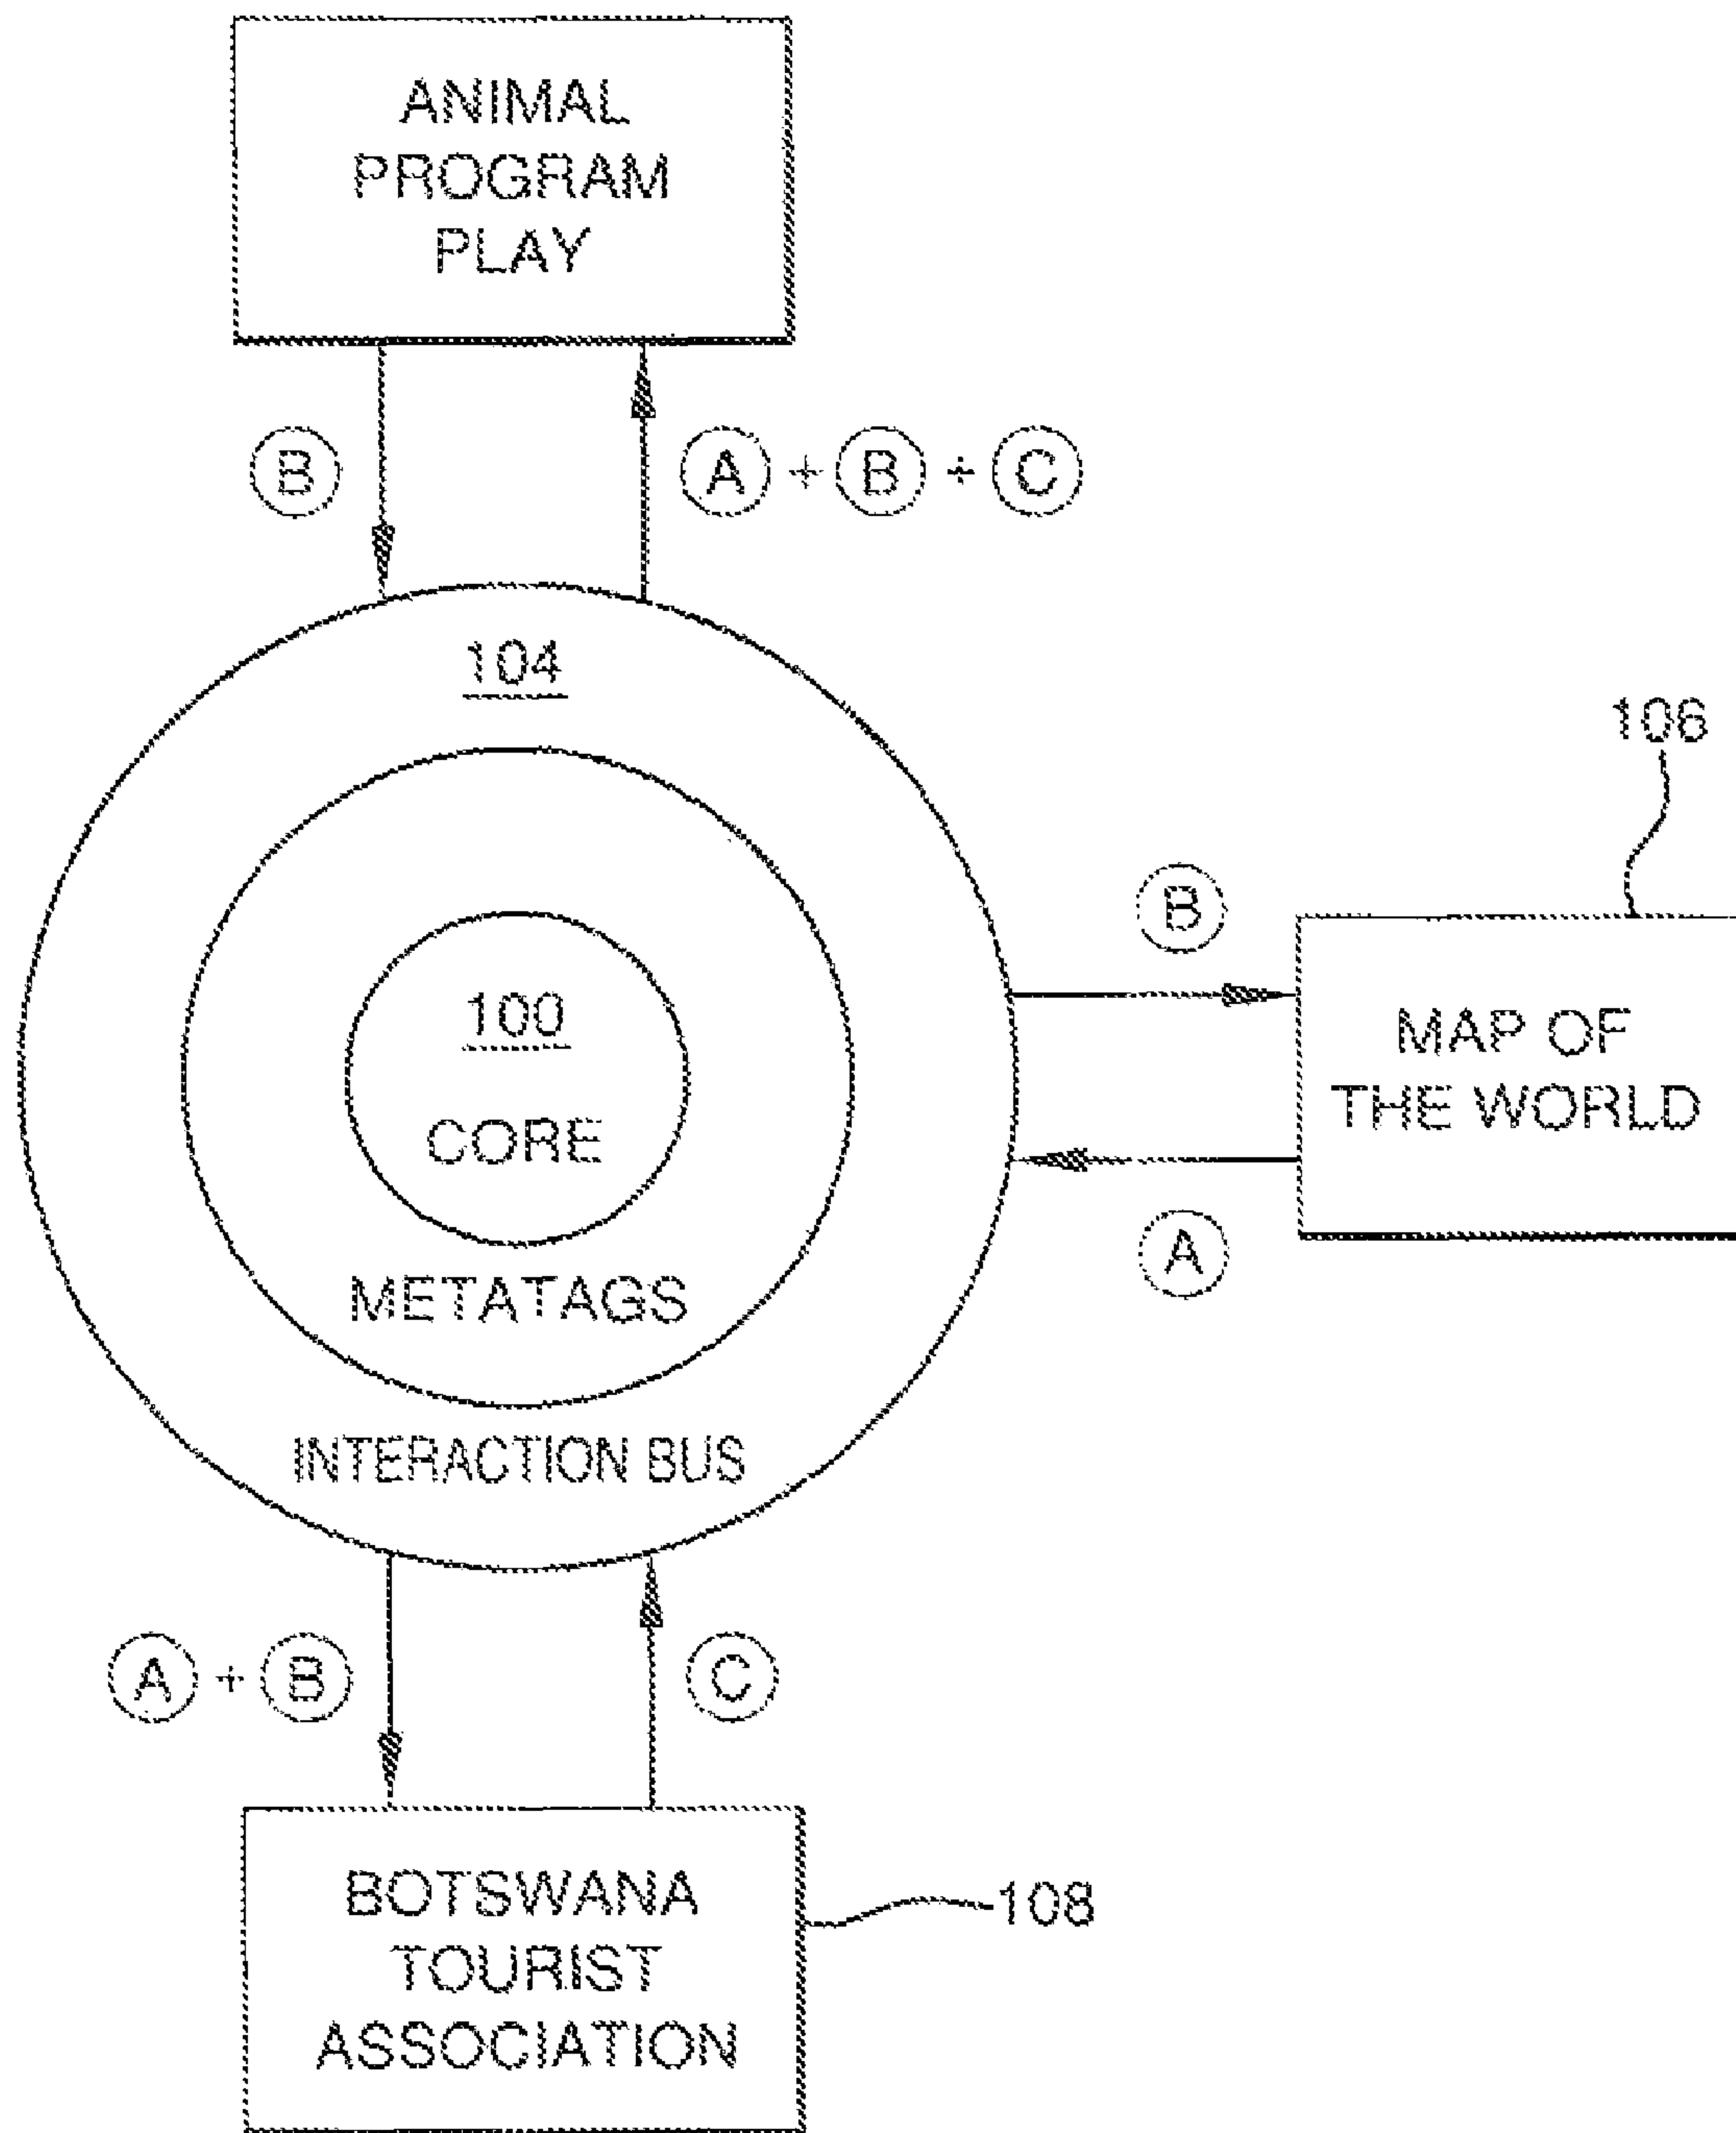 ANIMAL
PROGRAM
PLAY
B
A + B + C
104
106
B
100
CORE
MAP OF
THE WORLD
A
METATAGS
INTERACTION BUS
A + B
C
BOTSWANA
TOURIST
ASSOCIATION
108